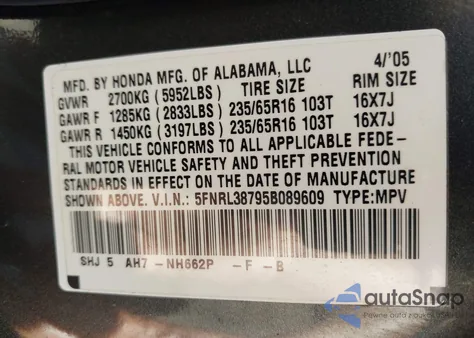 MFD. BY HONDA MFG. OF ALABAMA, LLC 4/'05
GVWR 2700KG (5952LBS) TIRE SIZE RIM SIZE
GAWR F 1285KG (2833LBS) 235/65R16 103T 16X7J
GAWR R 1450KG (3197LBS) 235/65R16 103T 16X7J
THIS VEHICLE CONFORMS TO ALL APPLICABLE FEDE-
RAL MOTOR VEHICLE SAFETY AND THEFT PREVENTION
STANDARDS IN EFFECT ON THE DATE OF MANUFACTURE
SHOWN ABOVE. V.I.N.: 5FNRL38795B089609 TYPE:MPV
SHJ 5 AH7 -NH662P -F -B
autoSnap
Pewne auta z USA